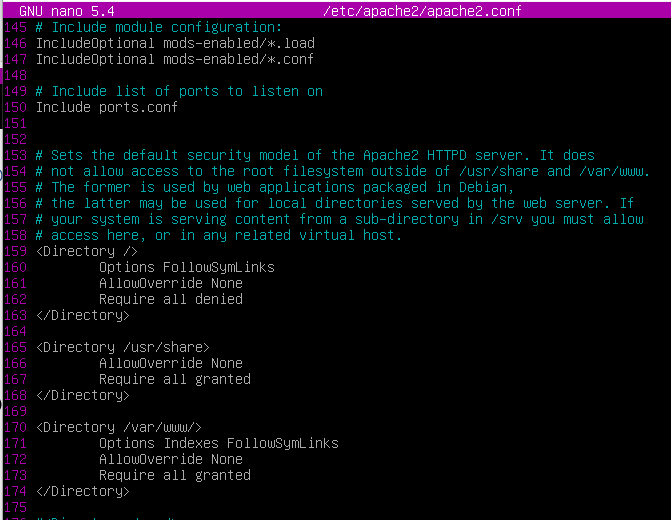 GNU nano 5.4 /etc/apache2/apache2.conf
145 # Include module configuration:
146 IncludeOptional mods-enabled/*.load
147 IncludeOptional mods-enabled/*.conf
148
149 # Include list of ports to listen on
150 Include ports.conf
151
152
153 # Sets the default security model of the Apache2 HTTPD server. It does
154 # not allow access to the root filesystem outside of /usr/share and /var/www.
155 # The former is used by web applications packaged in Debian,
156 # the latter may be used for local directories served by the web server. If
157 # your system is serving content from a sub-directory in /srv you must allow
158 # access here, or in any related virtual host.
159 <Directory />
160 Options FollowSymLinks
161 AllowOverride None
162 Require all denied
163 </Directory>
164
165 <Directory /usr/share>
166 AllowOverride None
167 Require all granted
168 </Directory>
169
170 <Directory /var/www/>
171 Options Indexes FollowSymLinks
172 AllowOverride None
173 Require all granted
174 </Directory>
175